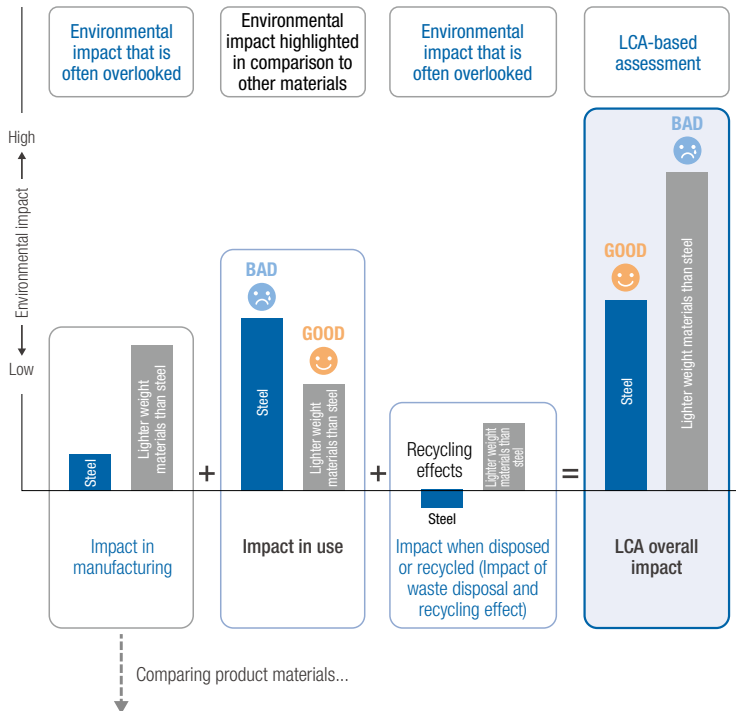 Environmental
impact that is
often overlooked
Environmental
impact highlighted
in comparison to
other materials
Environmental
impact that is
often overlooked
LCA-based
assessment
High
Environmental impact
Low
Steel
Lighter weight
materials than steel
Impact in
manufacturing
+
BAD
Steel
GOOD
Lighter weight
materials than steel
Impact in use
+
Recycling
effects
Steel
Lighter weight
materials than
steel
Impact when disposed
or recycled (Impact of
waste disposal and
recycling effect)
=
GOOD
Steel
BAD
Lighter weight materials than steel
LCA overall
impact
Comparing product materials...